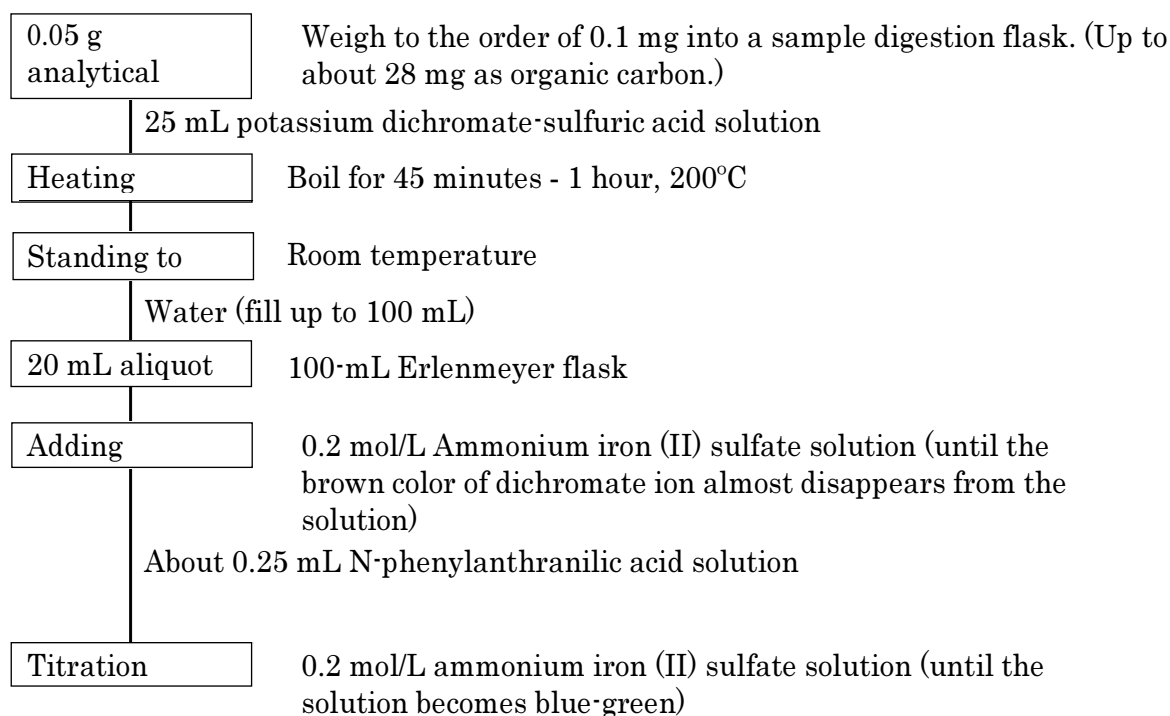 0.05 g
analytical
Weigh to the order of 0.1 mg into a sample digestion flask. (Up to
about 28 mg as organic carbon.)
25 mL potassium dichromate-sulfuric acid solution
Heating
Boil for 45 minutes - 1 hour, 200°C
Standing to
Room temperature
Water (fill up to 100 mL)
20 mL aliquot
100-mL Erlenmeyer flask
Adding
0.2 mol/L Ammonium iron (II) sulfate solution (until the
brown color of dichromate ion almost disappears from the
solution)
About 0.25 mL N-phenylanthranilic acid solution
Titration
0.2 mol/L ammonium iron (II) sulfate solution (until the
solution becomes blue-green)